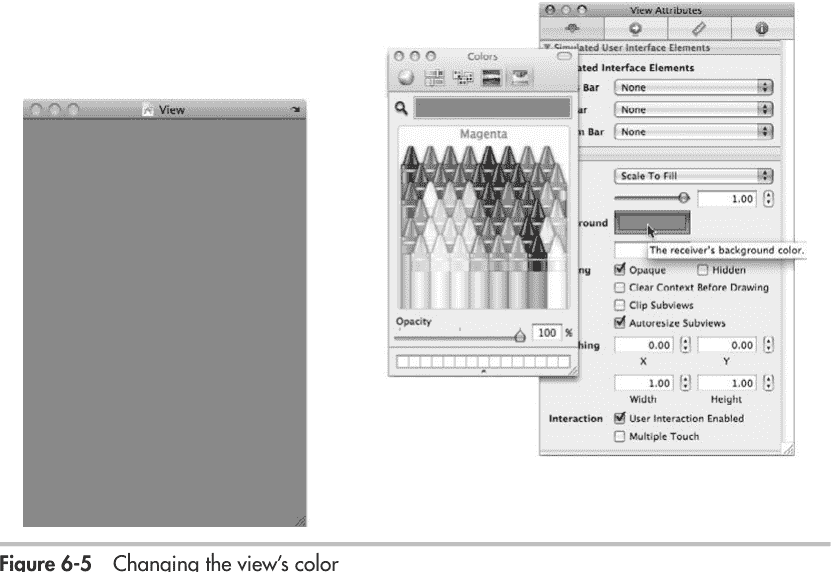 View
Colors
Magenta
Opacity
100 %
View Attributes
Simulated User Interface Elements
ated Interface Elements
s Bar None
ar None
m Bar None
Scale To Fill
1.00
round
The receiver's background color.
ng Opaque Hidden
Clear Context Before Drawing
Clip Subviews
Autoresize Subviews
hing 0.00 0.00
X Y
1.00 1.00
Width Height
Interaction User Interaction Enabled
Multiple Touch
Figure 6-5 Changing the view's color